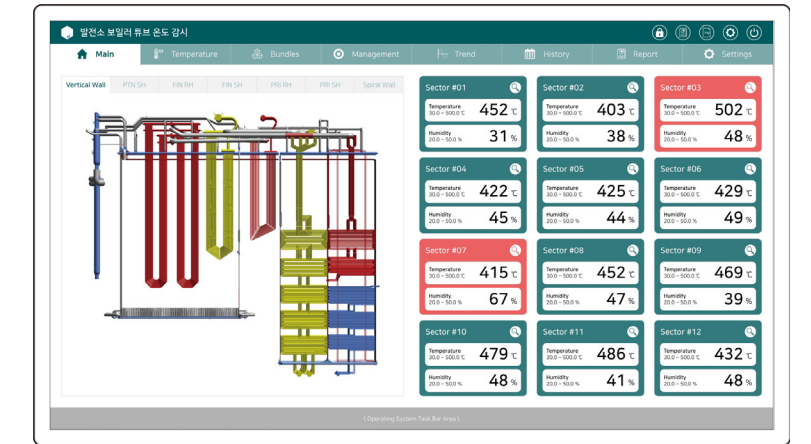 발전소 보일러 튜브 온도 감시
Main Temperature Bundles Management Trend History Report Settings
Vertical Wall PTN SH FIN RH FIN SH PRI RH PRI SH Spiral Wall
Sector #01
Temperature 452 ℃
30.0 ~ 500.0 ℃
Humidity 31 %
20.0 ~ 50.0 %
Sector #02
Temperature 403 ℃
30.0 ~ 500.0 ℃
Humidity 38 %
20.0 ~ 50.0 %
Sector #03
Temperature 502 ℃
30.0 ~ 500.0 ℃
Humidity 48 %
20.0 ~ 50.0 %
Sector #04
Temperature 422 ℃
30.0 ~ 500.0 ℃
Humidity 45 %
20.0 ~ 50.0 %
Sector #05
Temperature 425 ℃
30.0 ~ 500.0 ℃
Humidity 44 %
20.0 ~ 50.0 %
Sector #06
Temperature 429 ℃
30.0 ~ 500.0 ℃
Humidity 49 %
20.0 ~ 50.0 %
Sector #07
Temperature 415 ℃
30.0 ~ 500.0 ℃
Humidity 67 %
20.0 ~ 50.0 %
Sector #08
Temperature 452 ℃
30.0 ~ 500.0 ℃
Humidity 47 %
20.0 ~ 50.0 %
Sector #09
Temperature 469 ℃
30.0 ~ 500.0 ℃
Humidity 39 %
20.0 ~ 50.0 %
Sector #10
Temperature 479 ℃
30.0 ~ 500.0 ℃
Humidity 48 %
20.0 ~ 50.0 %
Sector #11
Temperature 486 ℃
30.0 ~ 500.0 ℃
Humidity 41 %
20.0 ~ 50.0 %
Sector #12
Temperature 432 ℃
30.0 ~ 500.0 ℃
Humidity 48 %
20.0 ~ 50.0 %
( Operating System Task Bar Area )